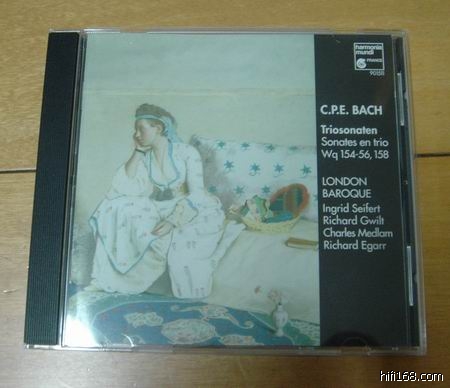 harmonia
mundi
FRANCE
901511
C.P.E. BACH
Triosonaten
Sonates en trio
Wq 154-56, 158
LONDON
BAROQUE
Ingrid Seifert
Richard Gwilt
Charles Medlam
Richard Egarr
hifi168.com